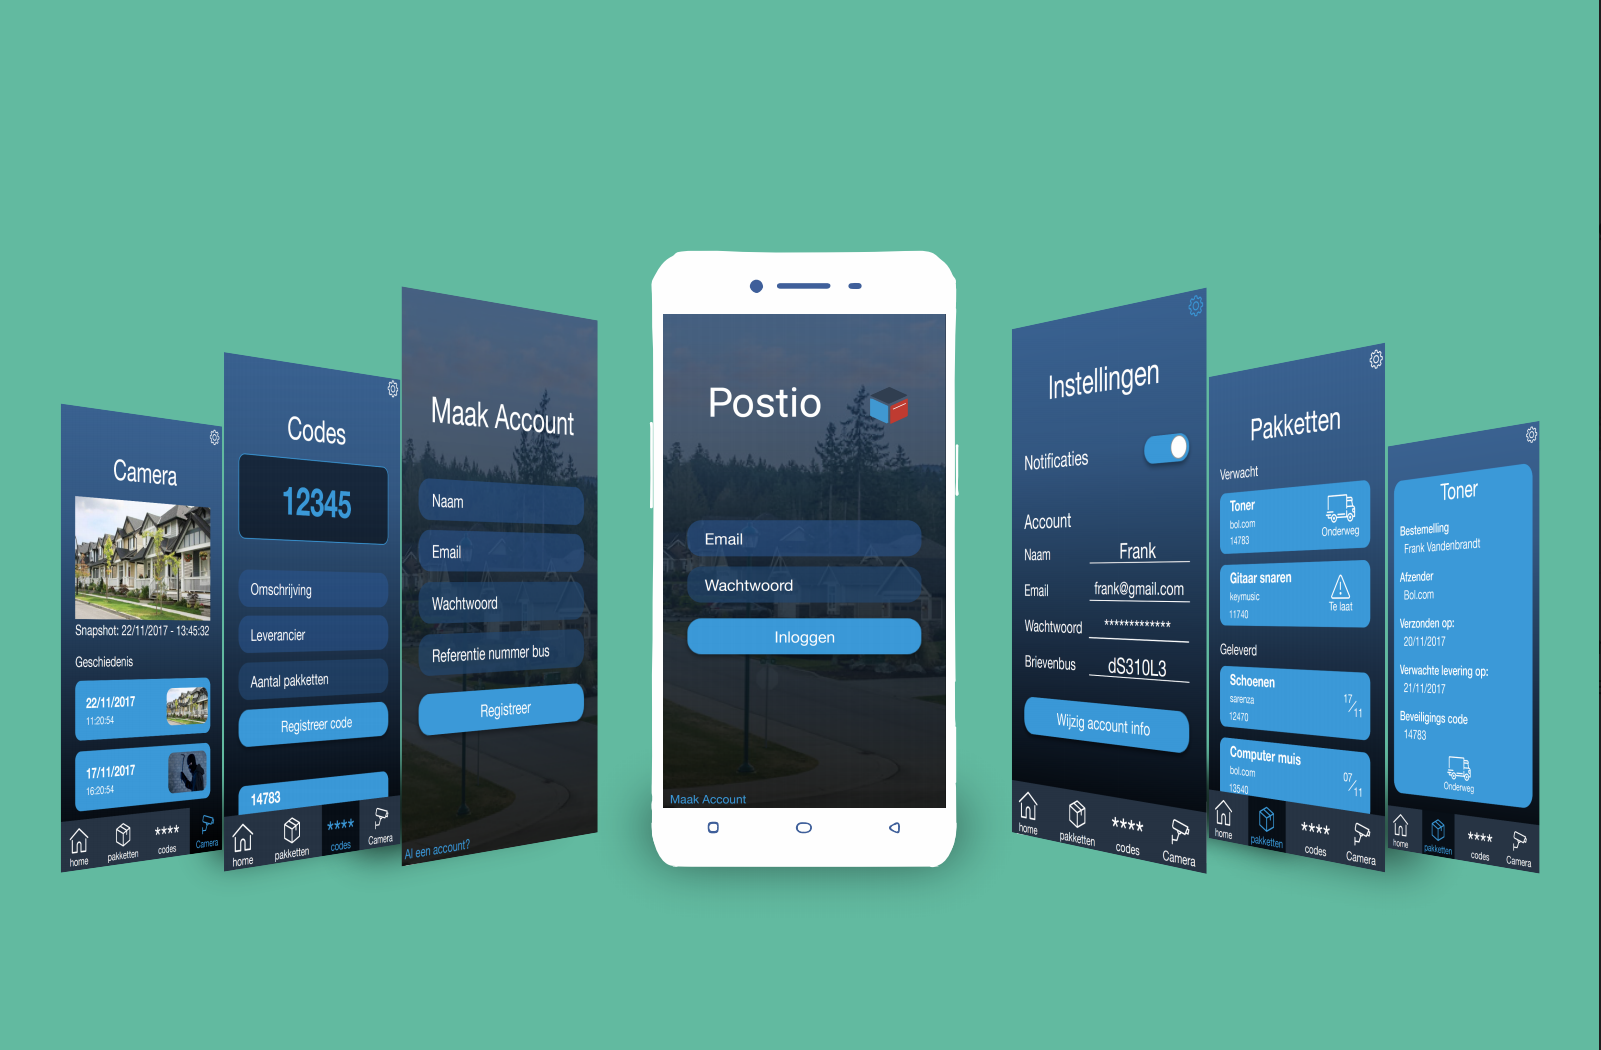 Camera
Snapshot: 22/11/2017 - 13:45:32
Geschiedenis
22/11/2017
11:20:54
17/11/2017
16:20:54
home
pakketten
****
codes
Camera
Codes
12345
Omschrijving
Leverancier
Aantal pakketten
Registreer code
14783
home
pakketten
****
codes
Camera
Maak Account
Naam
Email
Wachtwoord
Referentie nummer bus
Registreer
Al een account?
Postio
Email
Wachtwoord
Inloggen
Maak Account
Instellingen
Notificaties
Account
Naam Frank
Email frank@gmail.com
Wachtwoord *************
Brievenbus dS310L3
Wijzig account info
home
pakketten
****
codes
Camera
Pakketten
Verwacht
Toner
bol.com
14783
Onderweg
Gitaar snaren
keymusic
11740
Te laat
Geleverd
Schoenen
sarenza
12470
17/11
Computer muis
bol.com
13540
07/11
home
pakketten
****
codes
Camera
Toner
Bestemelling
Frank Vandenbrandt
Afzender
Bol.com
Verzonden op:
20/11/2017
Verwachte levering op:
21/11/2017
Beveiligings code
14783
Onderweg
home
pakketten
****
codes
Camera